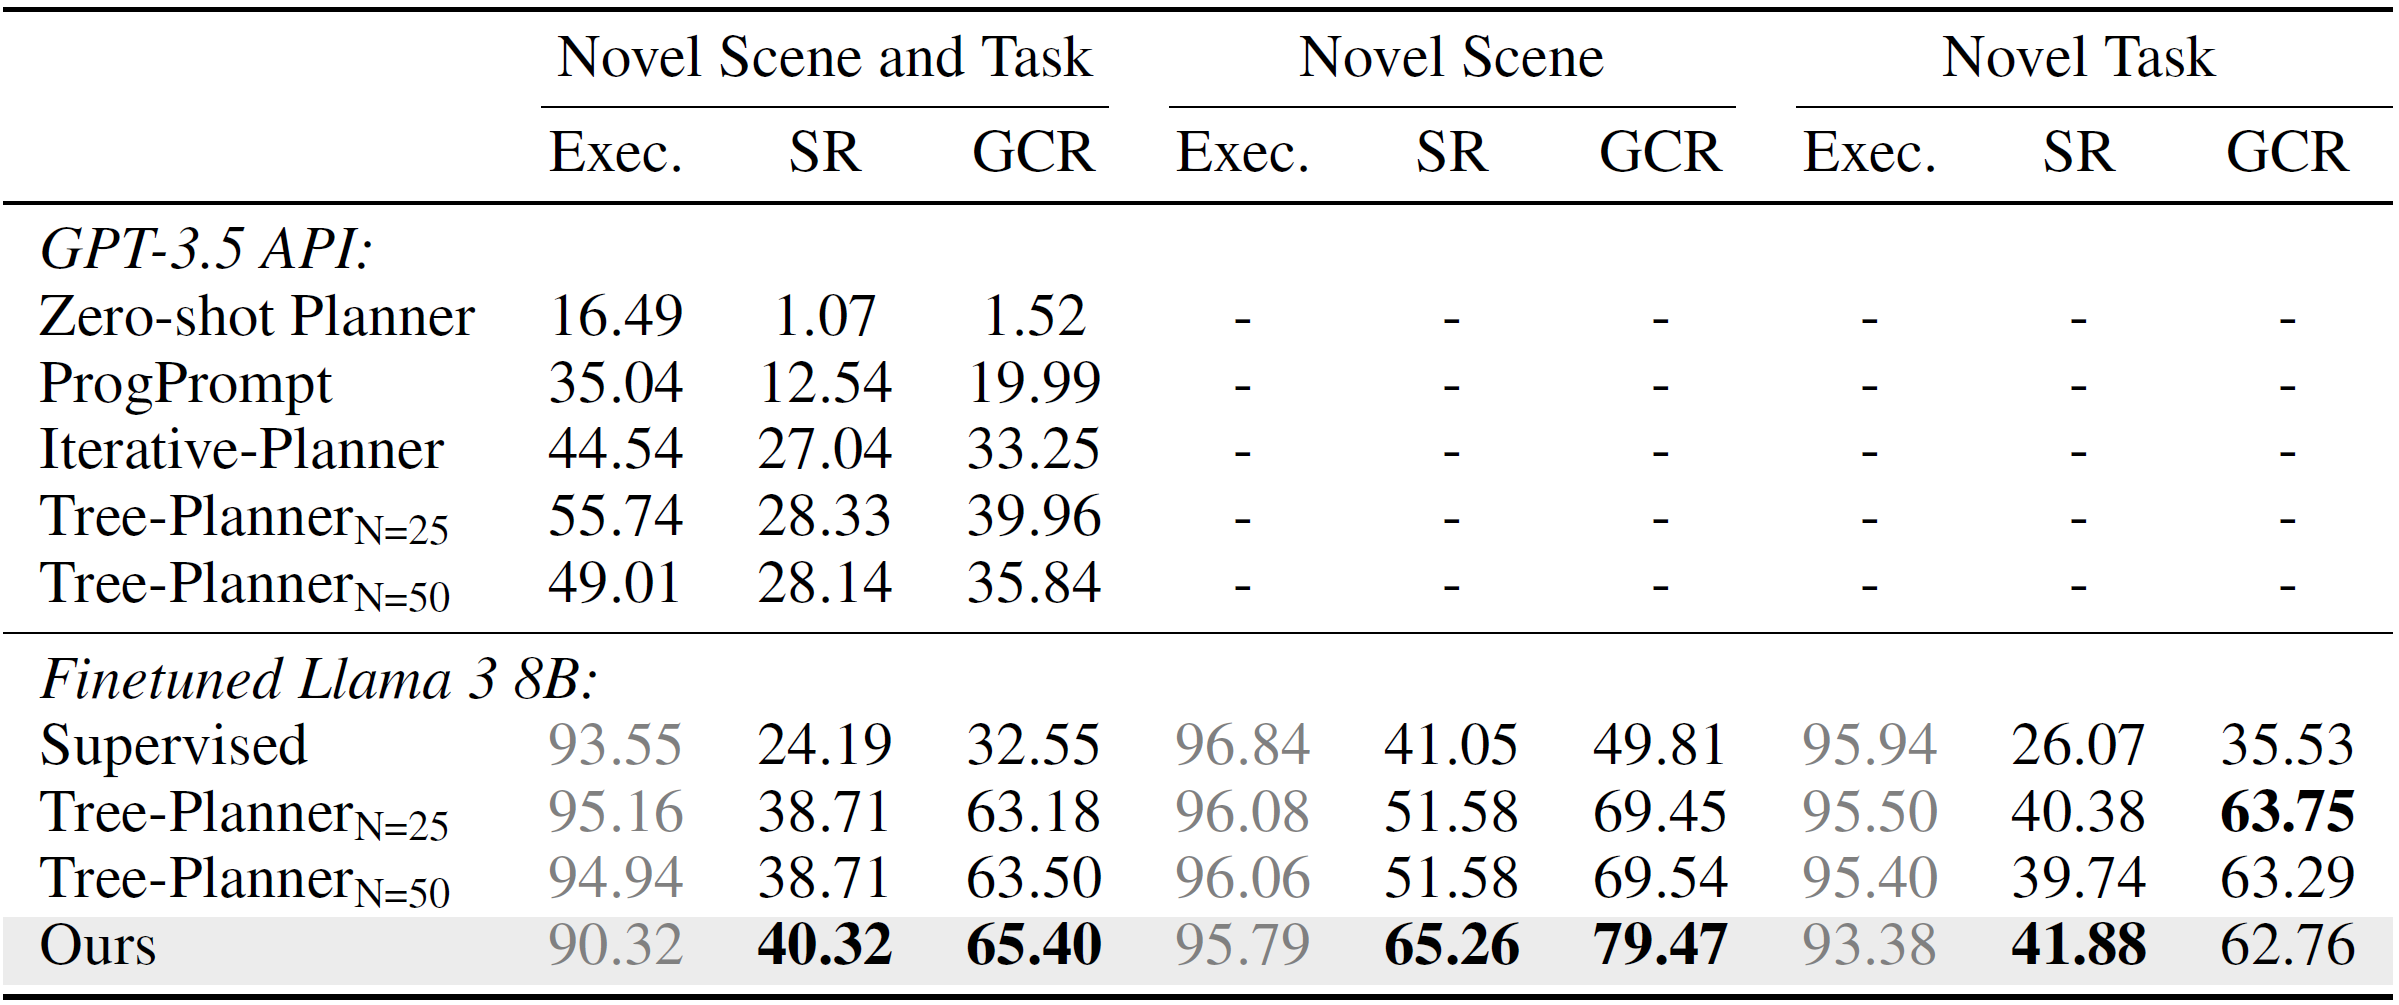 Novel Scene and Task Novel Scene Novel Task
Exec. SR GCR Exec. SR GCR Exec. SR GCR
GPT-3.5 API:
Zero-shot Planner 16.49 1.07 1.52 - - - - - -
ProgPrompt 35.04 12.54 19.99 - - - - - -
Iterative-Planner 44.54 27.04 33.25 - - - - - -
Tree-Planner N=25 55.74 28.33 39.96 - - - - - -
Tree-Planner N=50 49.01 28.14 35.84 - - - - - -
Finetuned Llama 3 8B:
Supervised 93.55 24.19 32.55 96.84 41.05 49.81 95.94 26.07 35.53
Tree-Planner N=25 95.16 38.71 63.18 96.08 51.58 69.45 95.50 40.38 63.75
Tree-Planner N=50 94.94 38.71 63.50 96.06 51.58 69.54 95.40 39.74 63.29
Ours 90.32 40.32 65.40 95.79 65.26 79.47 93.38 41.88 62.76